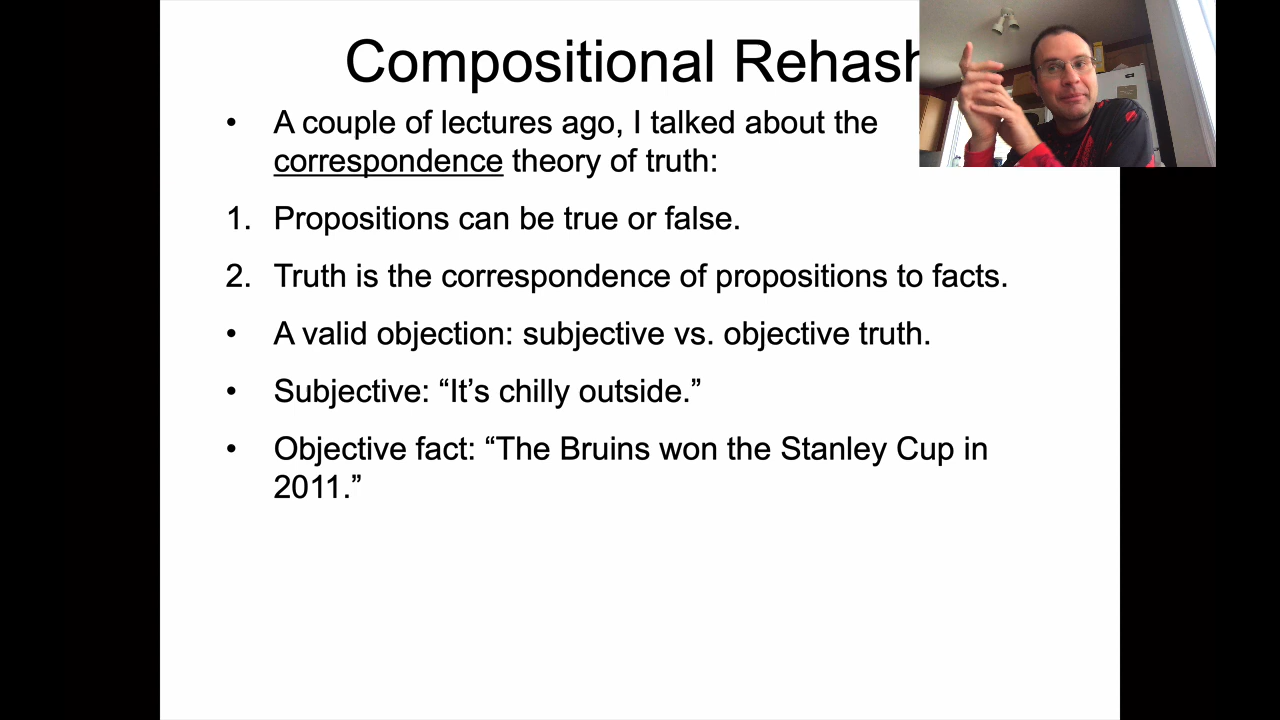 Compositional Rehash
• A couple of lectures ago, I talked about the
correspondence theory of truth:
1. Propositions can be true or false.
2. Truth is the correspondence of propositions to facts.
• A valid objection: subjective vs. objective truth.
• Subjective: “It’s chilly outside.”
• Objective fact: “The Bruins won the Stanley Cup in
2011.”